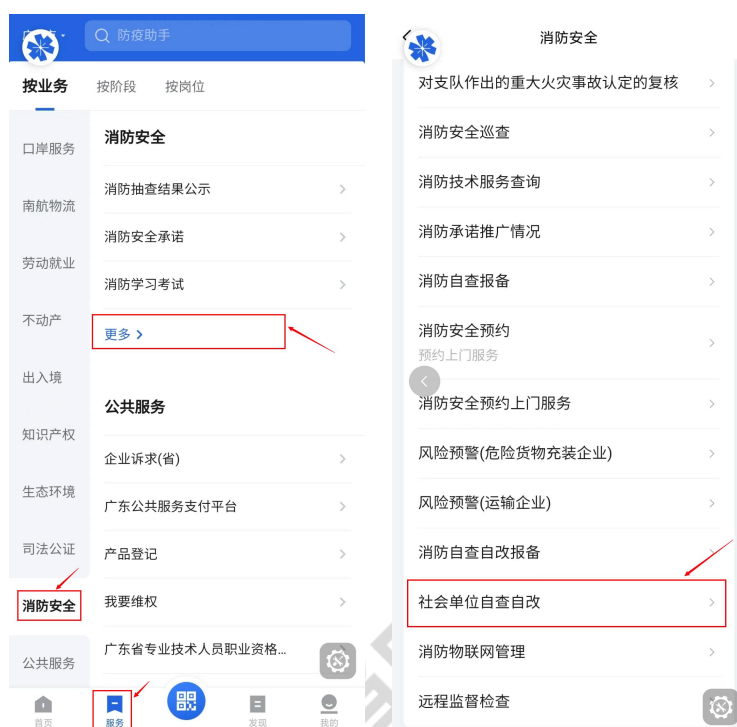 防疫助手
按业务 按阶段 按岗位
口岸服务
南航物流
劳动就业
不动产
出入境
知识产权
生态环境
司法公证
消防安全
公共服务
消防安全
消防抽查结果公示
消防安全承诺
消防学习考试
更多
公共服务
企业诉求(省)
广东公共服务支付平台
产品登记
我要维权
广东省专业技术人员职业资格...
首页 服务 发现 我的
消防安全
对支队作出的重大火灾事故认定的复核
消防安全巡查
消防技术服务查询
消防承诺推广情况
消防自查报备
消防安全预约
预约上门服务
消防安全预约上门服务
风险预警(危险货物充装企业)
风险预警(运输企业)
消防自查自改报备
社会单位自查自改
消防物联网管理
远程监督检查